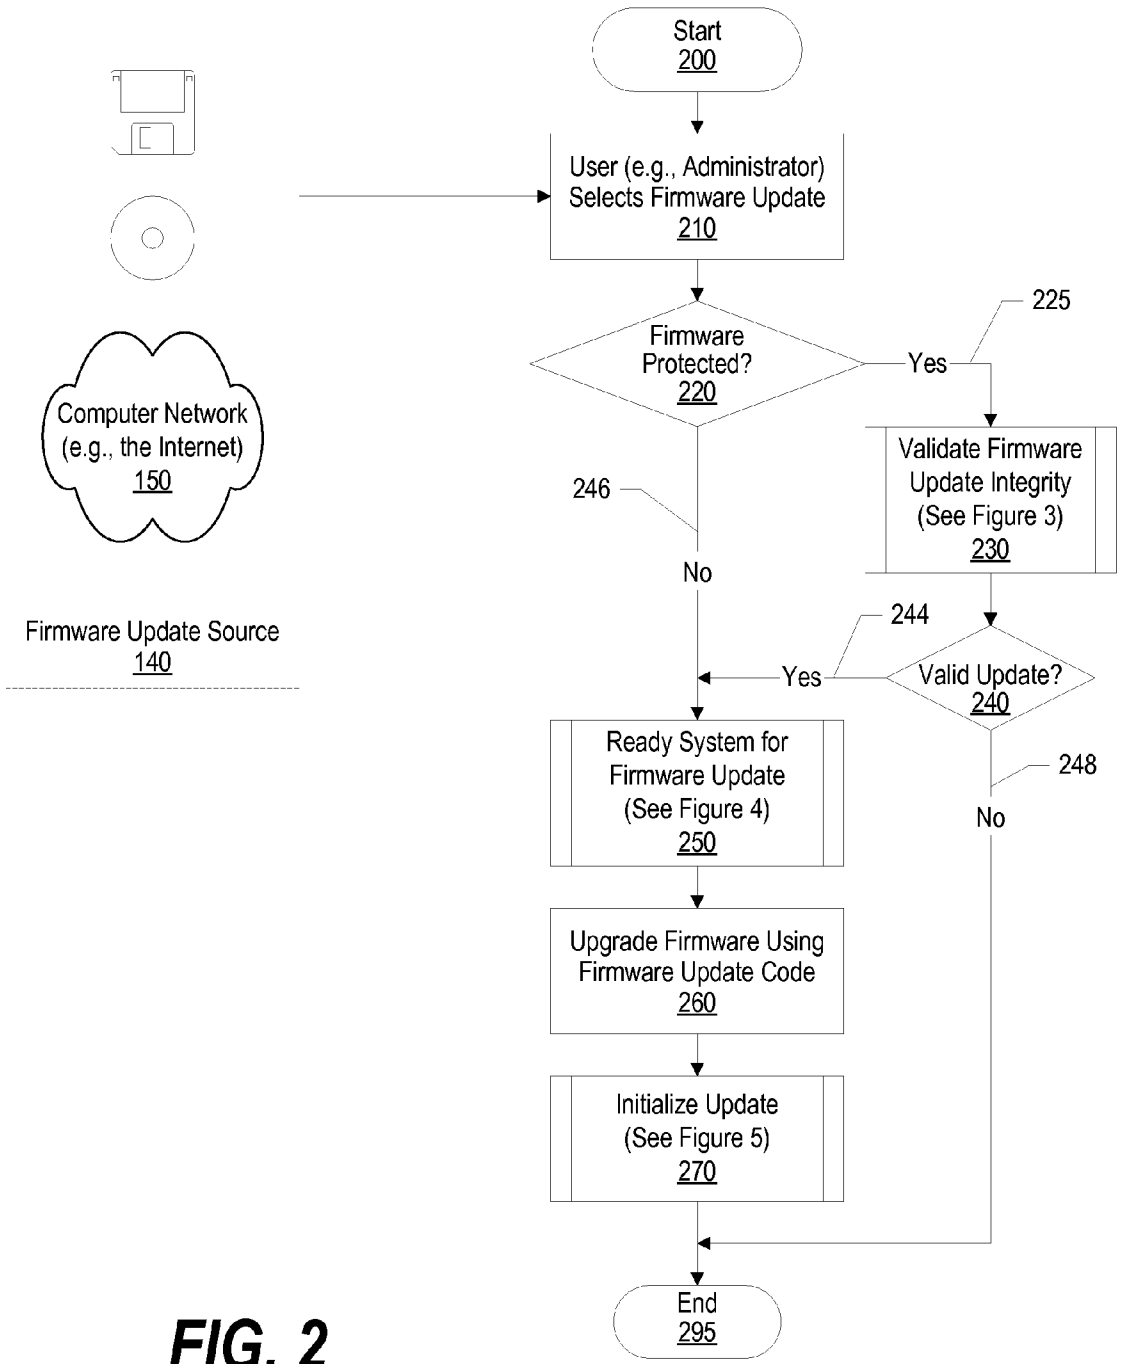 Start
200
User (e.g., Administrator)
Selects Firmware Update
210
225
Firmware
Protected?
220
Yes
Computer Network
(e.g., the Internet)
150
Validate Firmware
Update Integrity
(See Figure 3)
230
246
No
244
Firmware Update Source
140
Yes
Valid Update?
240
Ready System for
Firmware Update
(See Figure 4)
250
248
No
Upgrade Firmware Using
Firmware Update Code
260
Initialize Update
(See Figure 5)
270
End
295
FIG. 2